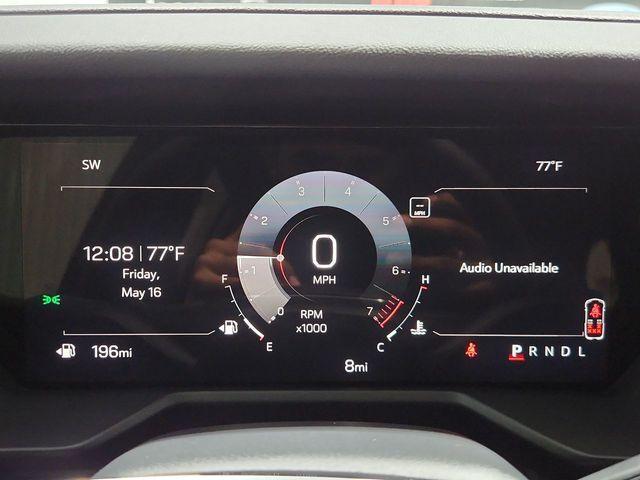 SW
77°F
3 4
2 5
MPH
12:08 | 77°F
Friday,
May 16
0
MPH
Audio Unavailable
1 6
F H
0 7
RPM
x1000
E C
196mi
8mi
P R N D L